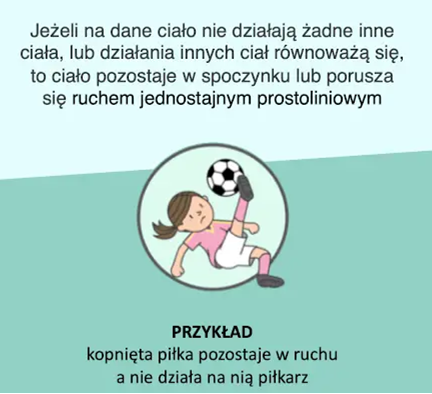 Jeżeli na dane ciało nie działają żadne inne
ciała, lub działania innych ciał równoważą się,
to ciało pozostaje w spoczynku lub porusza
się ruchem jednostajnym prostoliniowym
PRZYKŁAD
kopnięta piłka pozostaje w ruchu
a nie działa na nią piłkarz